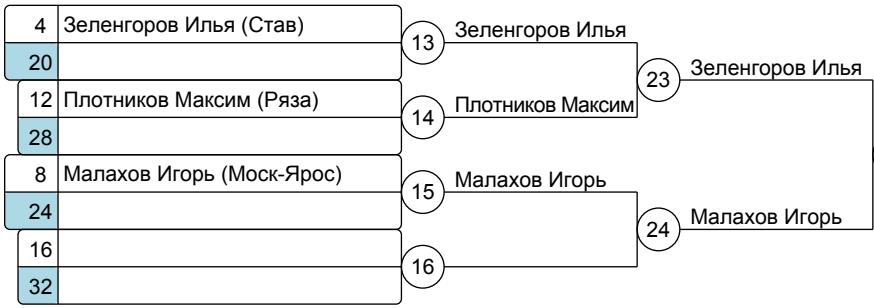 4 Зеленгоров Илья (Став)
13 Зеленгоров Илья
20
23 Зеленгоров Илья
12 Плотников Максим (Ряза)
14 Плотников Максим
28
8 Малахов Игорь (Моск-Ярос)
15 Малахов Игорь
24
24 Малахов Игорь
16
16
32